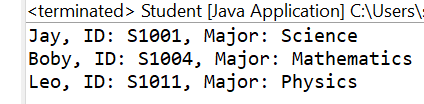 <terminated> Student [Java Application] C:\Users\
Jay, ID: S1001, Major: Science
Boby, ID: S1004, Major: Mathematics
Leo, ID: S1011, Major: Physics